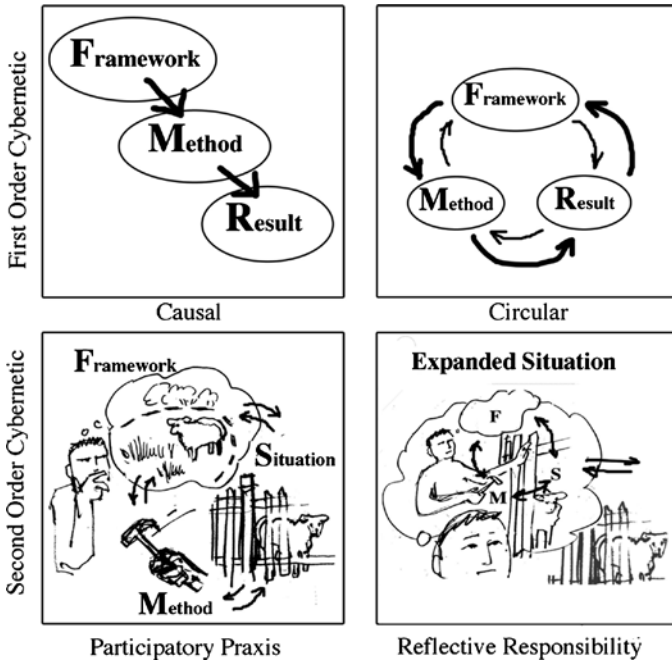 First Order Cybernetic
Framework
Method
Result
Causal
Framework
Method
Result
Circular
Second Order Cybernetic
Framework
Situation
Method
Participatory Praxis
Expanded Situation
F
S
M
Reflective Responsibility